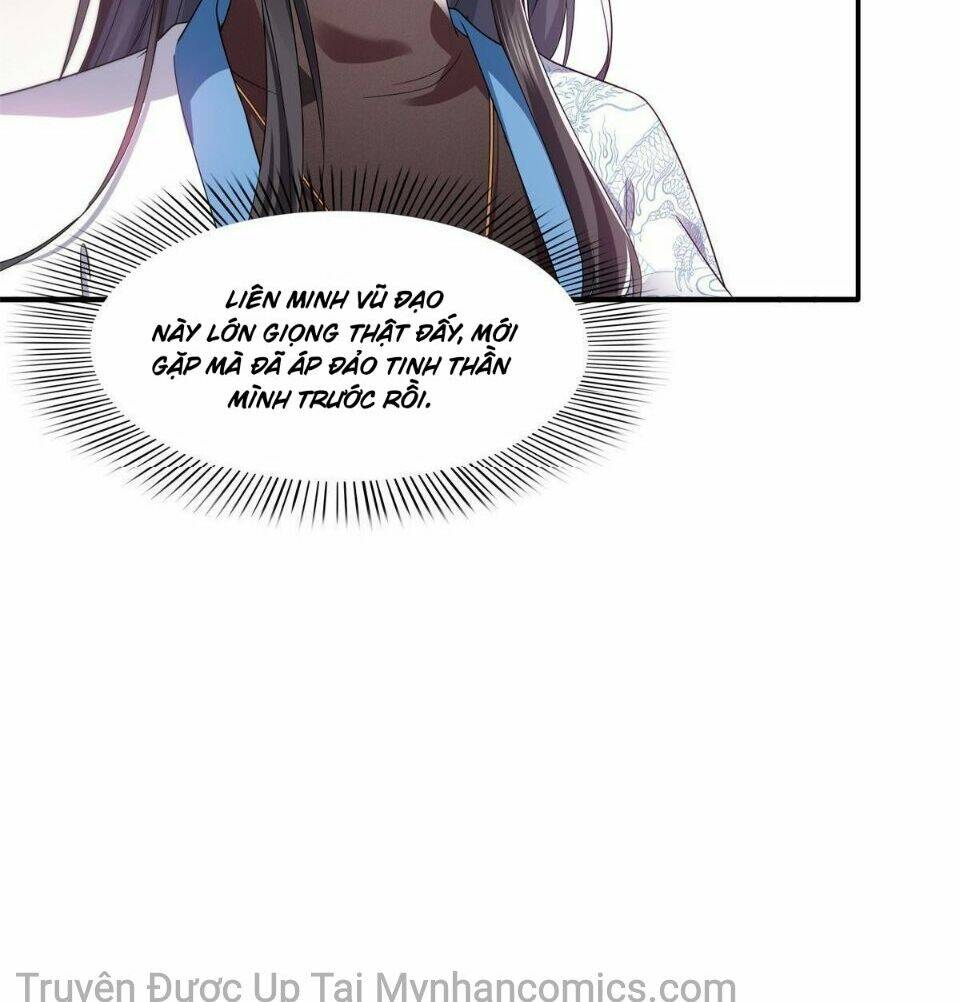 LIÊN MINH VŨ ĐẠO
NÀY LỚN GIỌNG THẬT ĐẤY, MỚI
GẶP MÀ ĐÃ ÁP ĐẢO TINH THẦN
MÌNH TRƯỚC RỒI.
Truyện Được Up Tại Mynhancomics.com